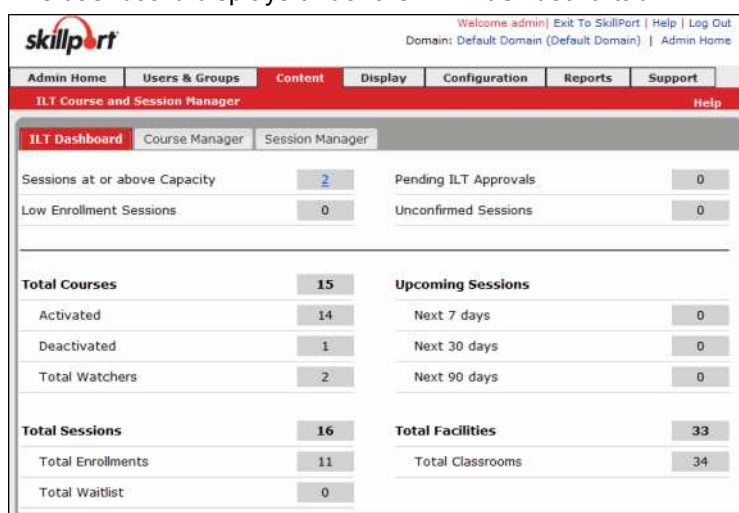 skillport
Welcome admin| Exit To SkillPort | Help | Log Out
Domain: Default Domain (Default Domain) | Admin Home
Admin Home Users & Groups Content Display Configuration Reports Support
ILT Course and Session Manager Help
ILT Dashboard Course Manager Session Manager
Sessions at or above Capacity 2 Pending ILT Approvals 0
Low Enrollment Sessions 0 Unconfirmed Sessions 0
Total Courses 15 Upcoming Sessions
Activated 14 Next 7 days 0
Deactivated 1 Next 30 days 0
Total Watchers 2 Next 90 days 0
Total Sessions 16 Total Facilities 33
Total Enrollments 11 Total Classrooms 34
Total Waitlist 0